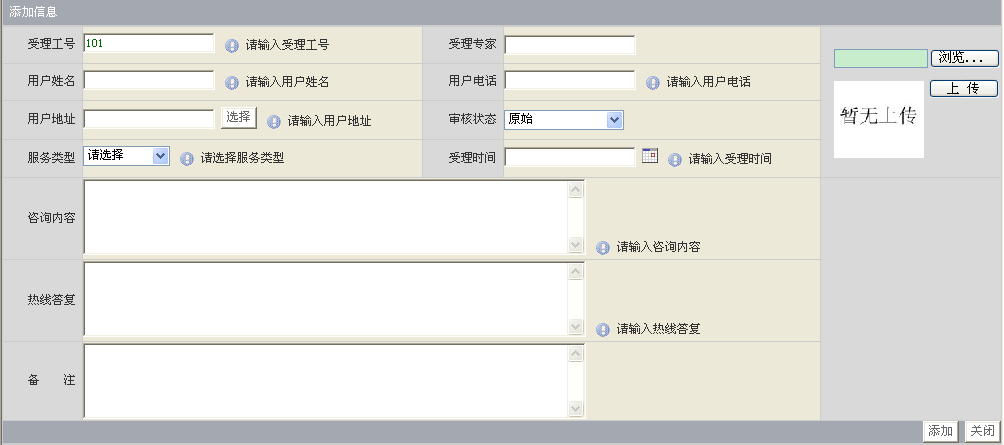 添加信息
受理工号 101 请输入受理工号 受理专家
浏览...
用户姓名 请输入用户姓名 用户电话 请输入用户电话
上 传
暂无上传
用户地址 选择 请输入用户地址 审核状态 原始
服务类型 请选择 请选择服务类型 受理时间 请输入受理时间
咨询内容 请输入咨询内容
热线答复 请输入热线答复
备 注
添加 关闭